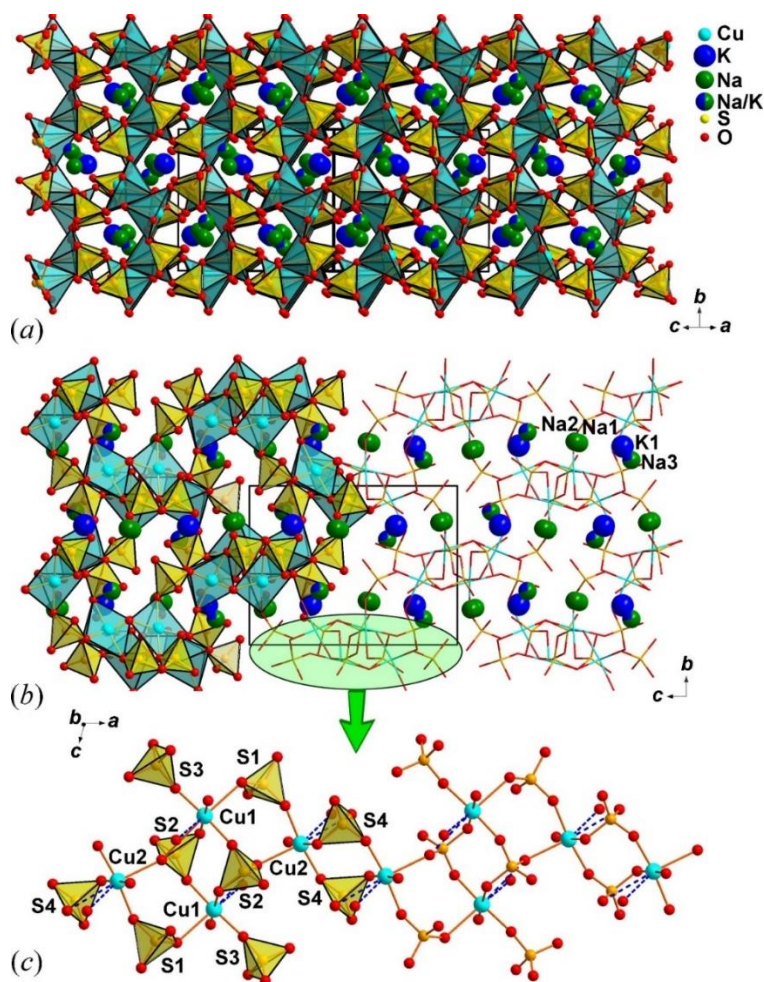 Cu
K
Na
Na/K
S
O
b
c a
(a)
Na2 Na1
K1
Na3
b
c
(b)
b a
c
S3 S1
S2 Cu1 S4
Cu2
Cu2
S4 Cu1 S2 S4
S1 S3
(c)